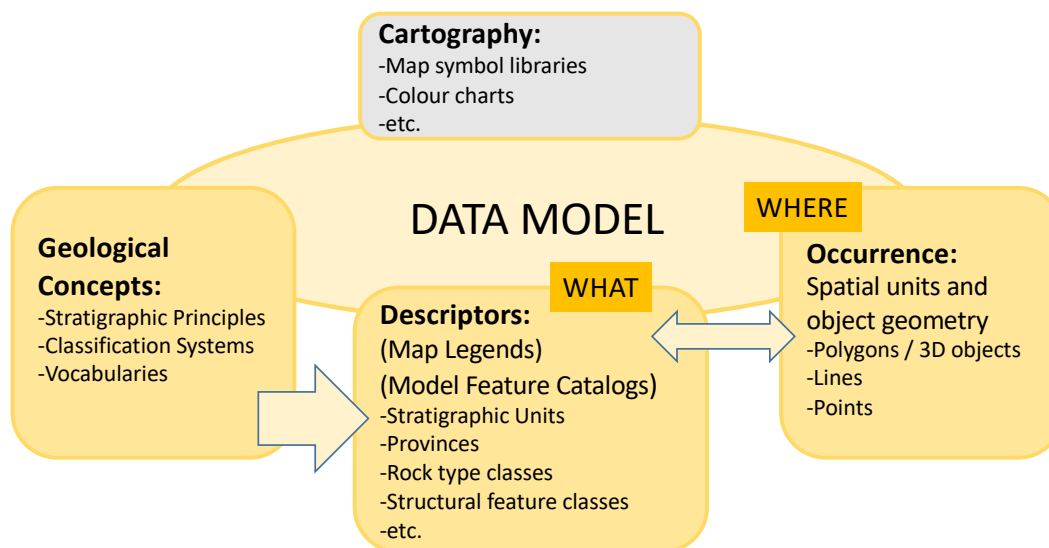 Cartography:
-Map symbol libraries
-Colour charts
-etc.
DATA MODEL
Geological
Concepts:
-Stratigraphic Principles
-Classification Systems
-Vocabularies
WHAT
Descriptors:
(Map Legends)
(Model Feature Catalogs)
-Stratigraphic Units
-Provinces
-Rock type classes
-Structural feature classes
-etc.
WHERE
Occurrence:
Spatial units and
object geometry
-Polygons / 3D objects
-Lines
-Points